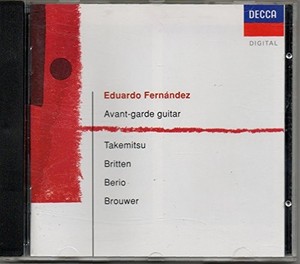 DECCA
DIGITAL
Eduardo Fernández
Avant-garde guitar
Takemitsu
Britten
Berio
Brouwer